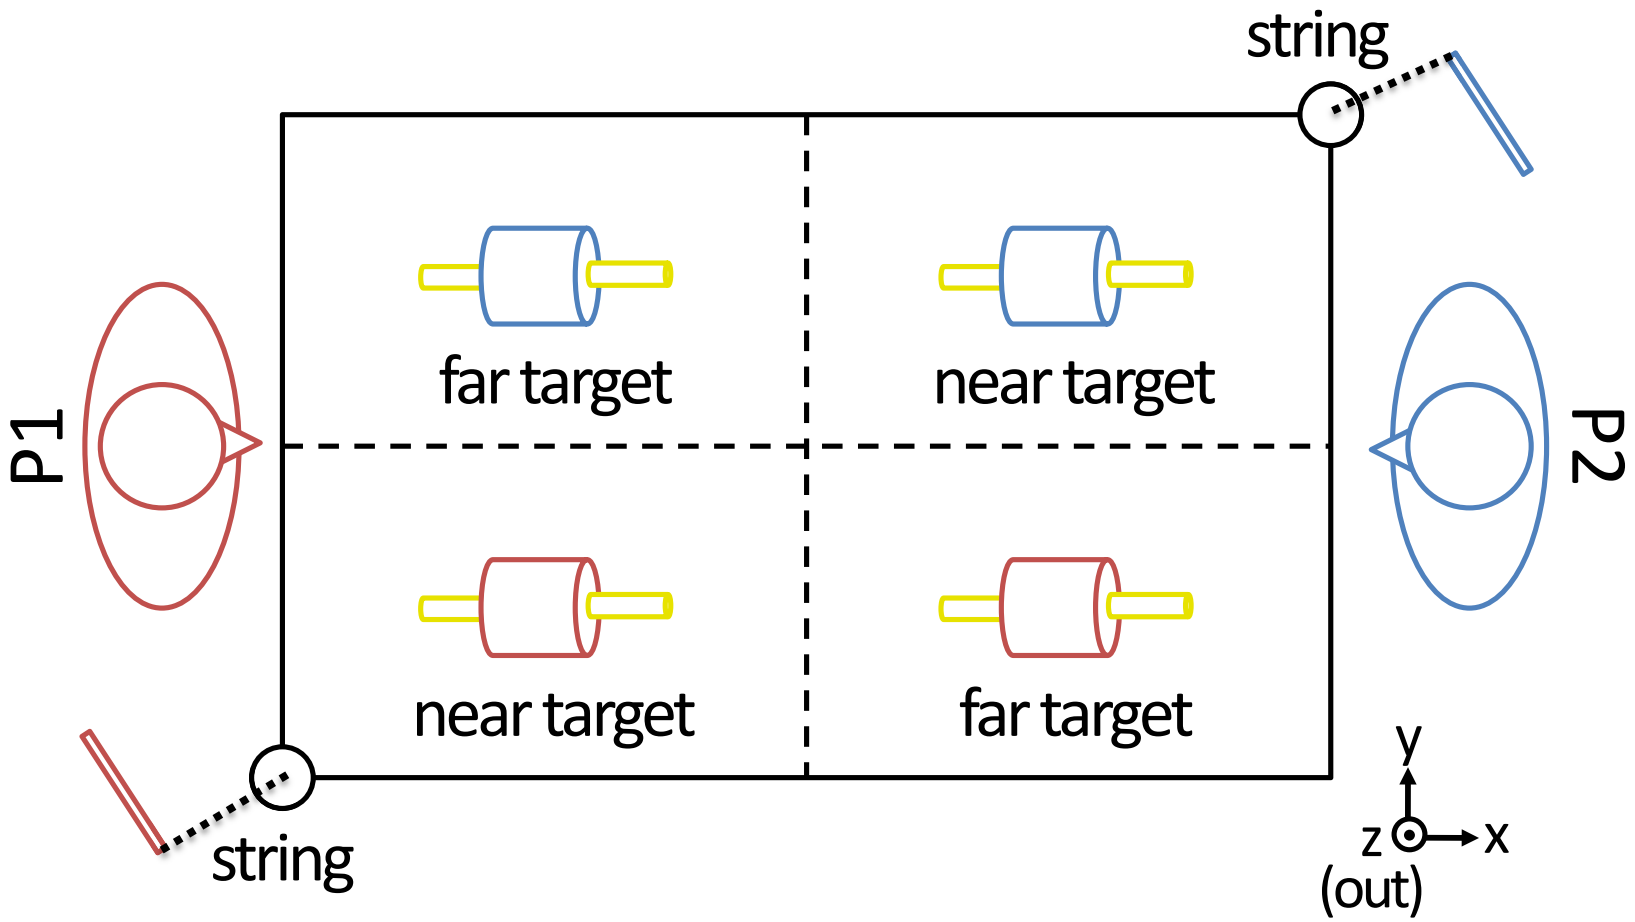 string
far target
near target
P1
P2
near target
far target
string
y
z
x
(out)